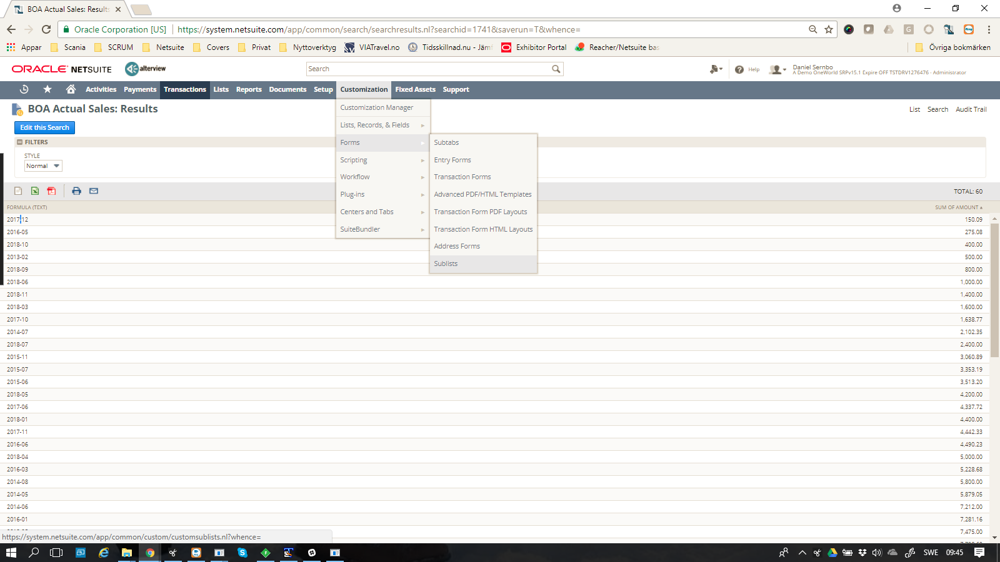 BOA Actual Sales: Results
Oracle Corporation [US]
https://system.netsuite.com/app/common/search/searchresults.nl?searchid=1741&saverun=T&whence=
Appar
Scania
SCRUM
Netsuite
Covers
Privat
Nyttoverktyg
VIATravel.no
Tidsskillnad.nu - Jäm
Exhibitor Portal
Reacher/Netsuite bas
Övriga bokmärken
ORACLE NETSUITE
alterview
Search
Help
Daniel Sernbo
A Demo OneWorld SRPv15.1 Expire OFF TSTDRV1276476 - Administrator
Activities
Payments
Transactions
Lists
Reports
Documents
Setup
Customization
Fixed Assets
Support
BOA Actual Sales: Results
List
Search
Audit Trail
Edit this Search
FILTERS
STYLE
Normal
Customization Manager
Lists, Records, & Fields
Forms
Scripting
Workflow
Plug-ins
Centers and Tabs
SuiteBundler
Subtabs
Entry Forms
Transaction Forms
Advanced PDF/HTML Templates
Transaction Form PDF Layouts
Transaction Form HTML Layouts
Address Forms
Sublists
TOTAL: 60
FORMULA (TEXT)
SUM OF AMOUNT
2017-12 150.09
2016-05 275.08
2018-10 400.00
2013-02 500.00
2018-09 800.00
2018-06 1,000.00
2018-11 1,400.00
2018-03 1,600.00
2017-10 1,638.77
2014-07 2,102.35
2018-07 2,400.00
2015-11 3,060.89
2015-07 3,353.19
2015-06 3,513.20
2018-05 4,200.00
2017-06 4,337.72
2018-01 4,400.00
2017-11 4,442.33
2016-06 4,490.23
2018-04 5,000.00
2016-03 5,228.68
2014-08 5,800.00
2014-05 5,879.05
2014-06 7,212.00
2016-01 7,281.16
7,475.00
https://system.netsuite.com/app/common/custom/customsublists.nl?whence=
SWE
09:45